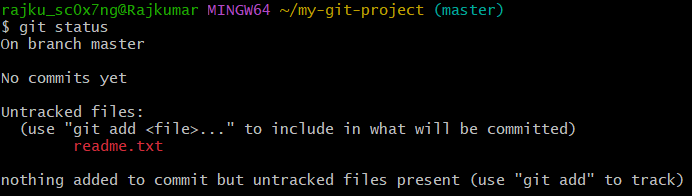 rajku_sc0x7ng@Rajkumar MINGW64 ~/my-git-project (master)
$ git status
On branch master
No commits yet
Untracked files:
(use "git add <file>..." to include in what will be committed)
readme.txt
nothing added to commit but untracked files present (use "git add" to track)